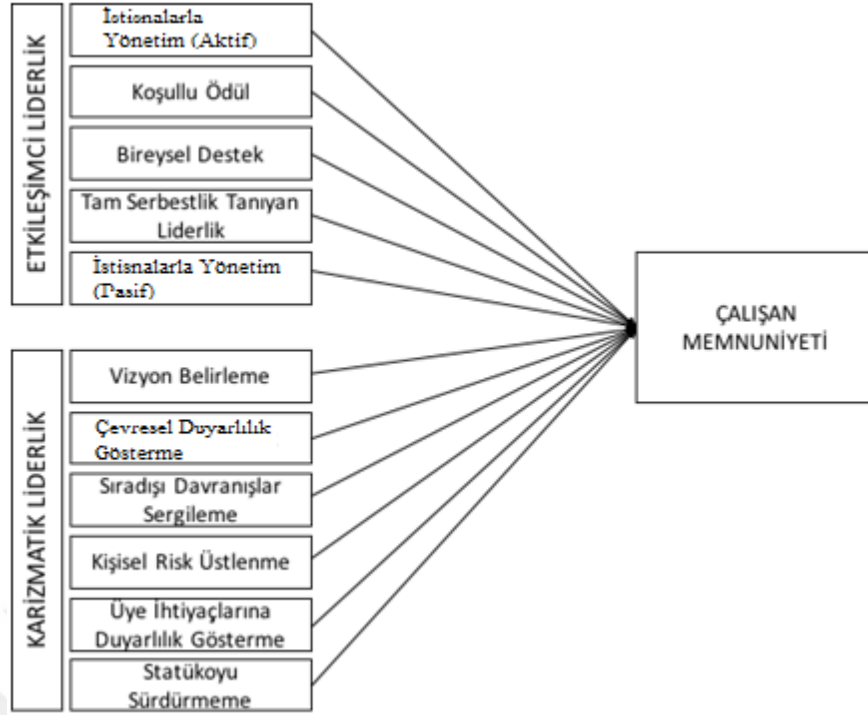 ETKİLEŞİMCİ LİDERLİK
İstisnalarla
Yönetim (Aktif)
Koşullu Ödül
Bireysel Destek
Tam Serbestlik Tanıyan
Liderlik
İstisnalarla Yönetim
(Pasif)
KARİZMATİK LİDERLİK
Vizyon Belirleme
Çevresel Duyarlılık
Gösterme
Sıradışı Davranışlar
Sergileme
Kişisel Risk Üstlenme
Üye İhtiyaçlarına
Duyarlılık Gösterme
Statükoyu
Sürdürmeme
ÇALIŞAN
MEMNUNİYETİ